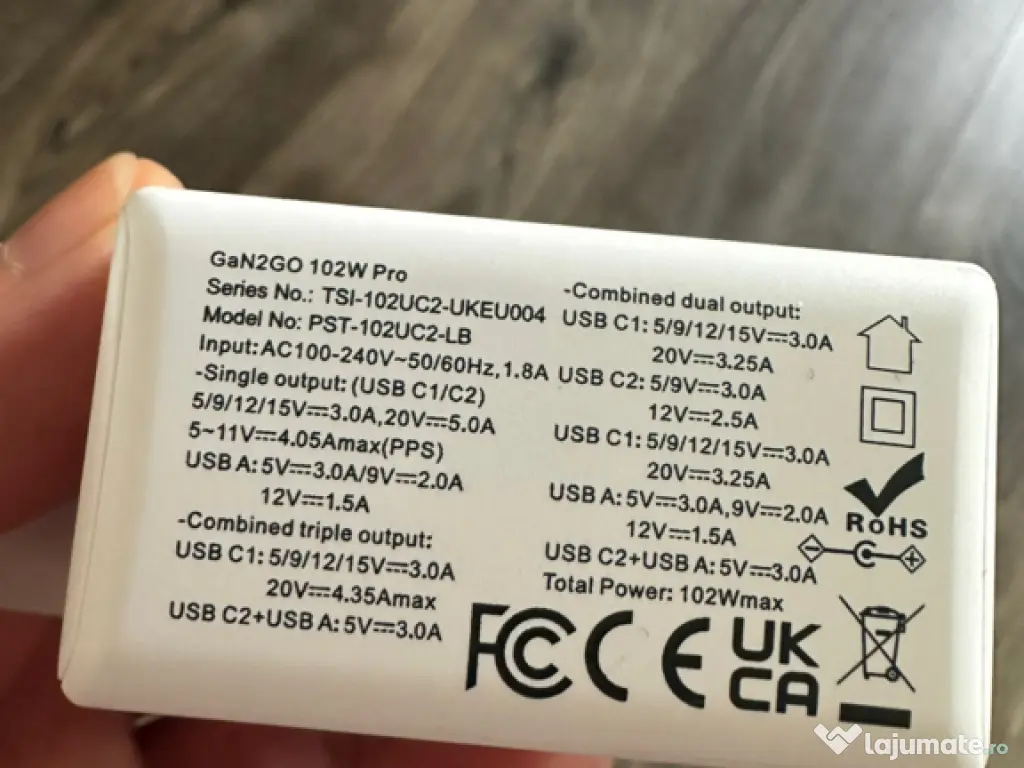 GaN2GO 102W Pro
Series No.: TSI-102UC2-UKEU004
Model No: PST-102UC2-LB
Input:AC100-240V~50/60Hz,1.8A
-Single output: (USB C1/C2)
5/9/12/15V⎓3.0A,20V⎓5.0A
5~11V⎓4.05Amax(PPS)
USB A: 5V⎓3.0A/9V⎓2.0A
12V⎓1.5A
-Combined triple output:
USB C1: 5/9/12/15V⎓3.0A
20V⎓4.35Amax
USB C2+USB A: 5V⎓3.0A
-Combined dual output:
USB C1: 5/9/12/15V⎓3.0A
20V⎓3.25A
USB C2: 5/9V⎓3.0A
12V⎓2.5A
USB C1: 5/9/12/15V⎓3.0A
20V⎓3.25A
USB A: 5V⎓3.0A,9V⎓2.0A
12V⎓1.5A
USB C2+USB A: 5V⎓3.0A
Total Power: 102Wmax
FC CE UK
CA
RoHS
lajumate.ro